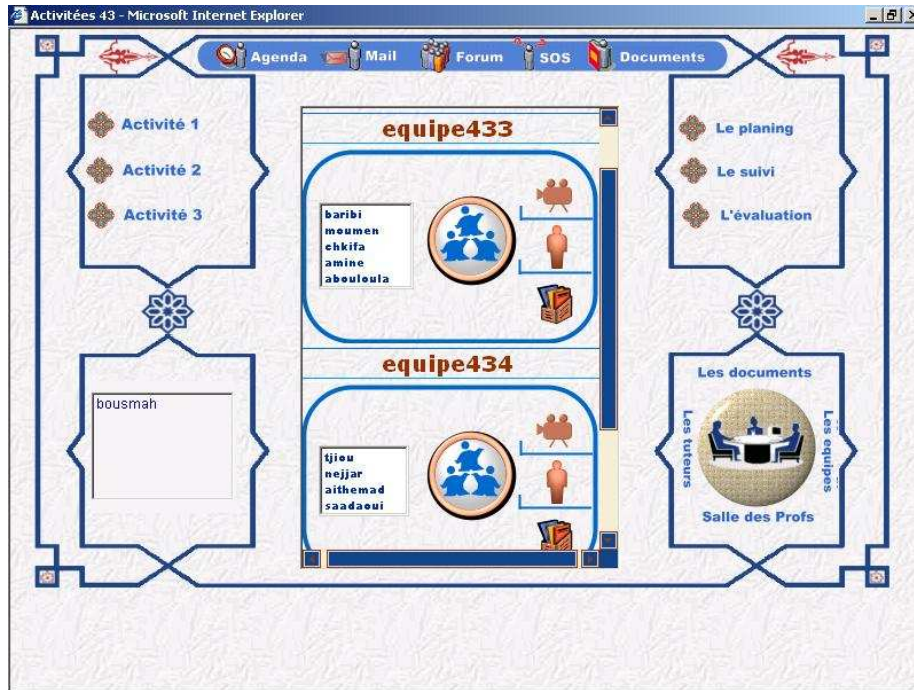 Activitées 43 - Microsoft Internet Explorer
Agenda Mail Forum SOS Documents
Activité 1
Activité 2
Activité 3
bousmah
equipe433
baribi
moumen
chkifa
amine
abouloula
equipe434
tjiou
nejjar
aithemad
saadaoui
Le planing
Le suivi
L'évaluation
Les documents
Les tuteurs
Les equipes
Salle des Profs